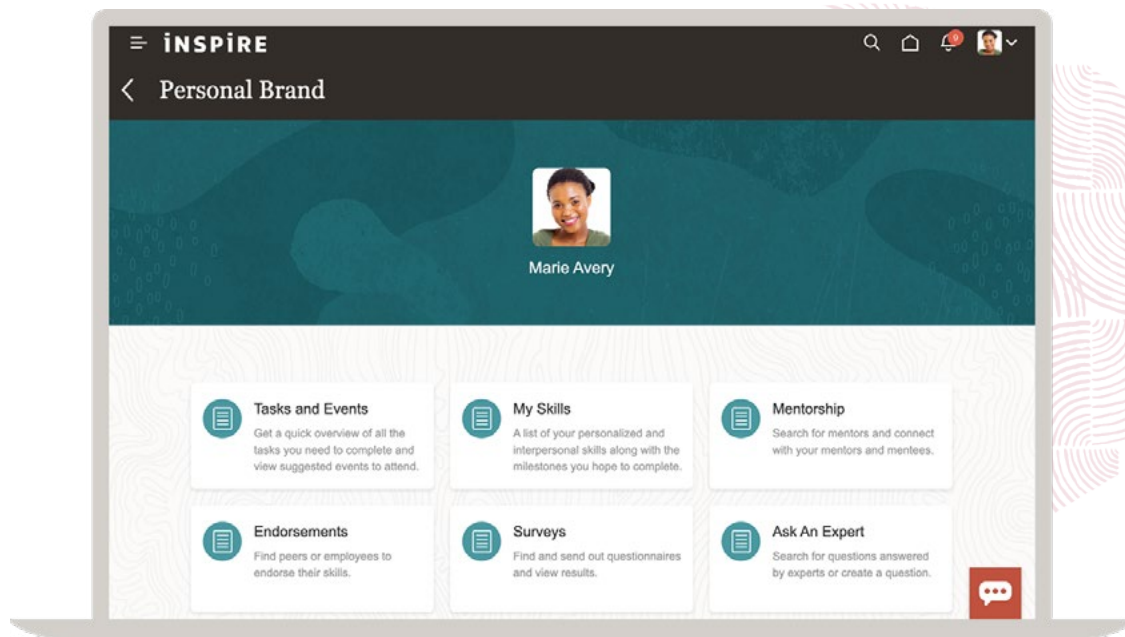 iNSPiRE
9
Personal Brand
Marie Avery
Tasks and Events
Get a quick overview of all the
tasks you need to complete and
view suggested events to attend.
My Skills
A list of your personalized and
interpersonal skills along with the
milestones you hope to complete.
Mentorship
Search for mentors and connect
with your mentors and mentees.
Endorsements
Find peers or employees to
endorse their skills.
Surveys
Find and send out questionnaires
and view results.
Ask An Expert
Search for questions answered
by experts or create a question.